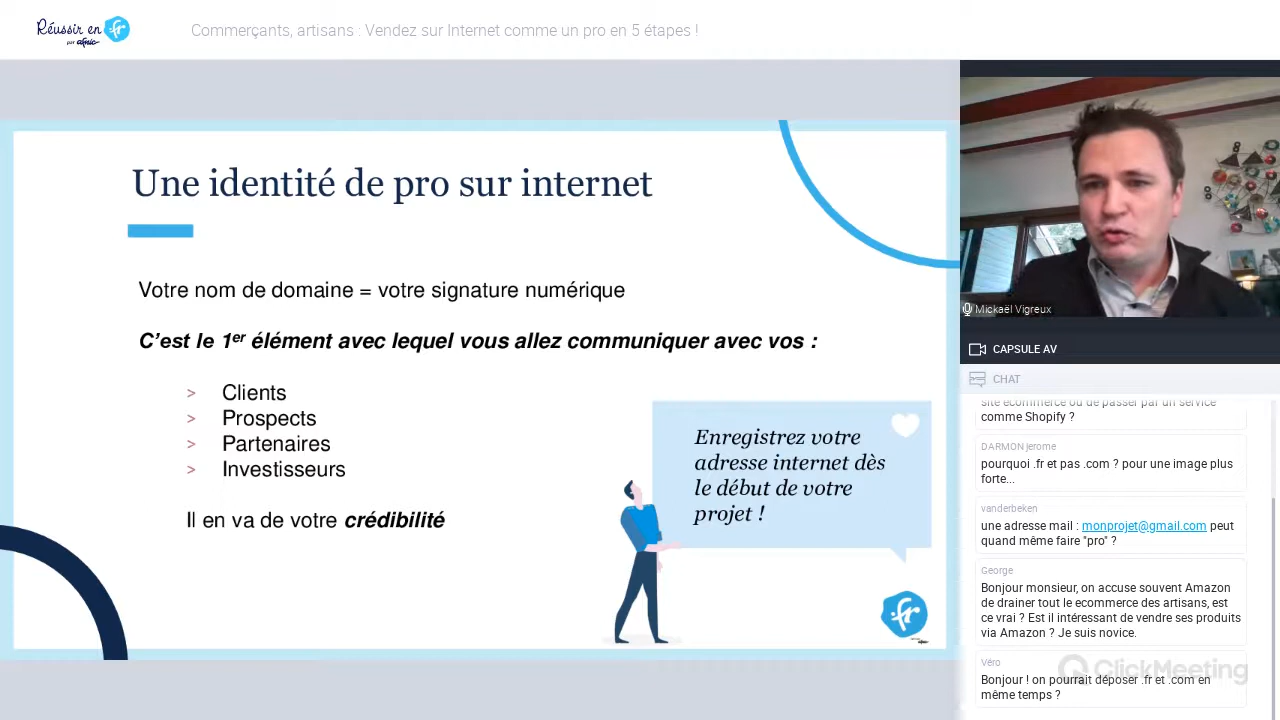 Réussir en .fr
par afnic
Commerçants, artisans : Vendez sur Internet comme un pro en 5 étapes !
Une identité de pro sur internet
Votre nom de domaine = votre signature numérique
C’est le 1er élément avec lequel vous allez communiquer avec vos :
> Clients
> Prospects
> Partenaires
> Investisseurs
Il en va de votre crédibilité
Enregistrez votre
adresse internet dès
le début de votre
projet !
.fr
Mickaël Vigreux
CAPSULE AV
CHAT
site ecommerce ou de passer par un service
comme Shopify ?
DARMON jerome
pourquoi .fr et pas .com ? pour une image plus
forte...
vanderbeken
une adresse mail : monprojet@gmail.com peut
quand même faire "pro" ?
George
Bonjour monsieur, on accuse souvent Amazon
de drainer tout le ecommerce des artisans, est
ce vrai ? Est il intéressant de vendre ses produits
via Amazon ? Je suis novice.
Véro
Bonjour ! on pourrait déposer .fr et .com en
même temps ?
ClickMeeting